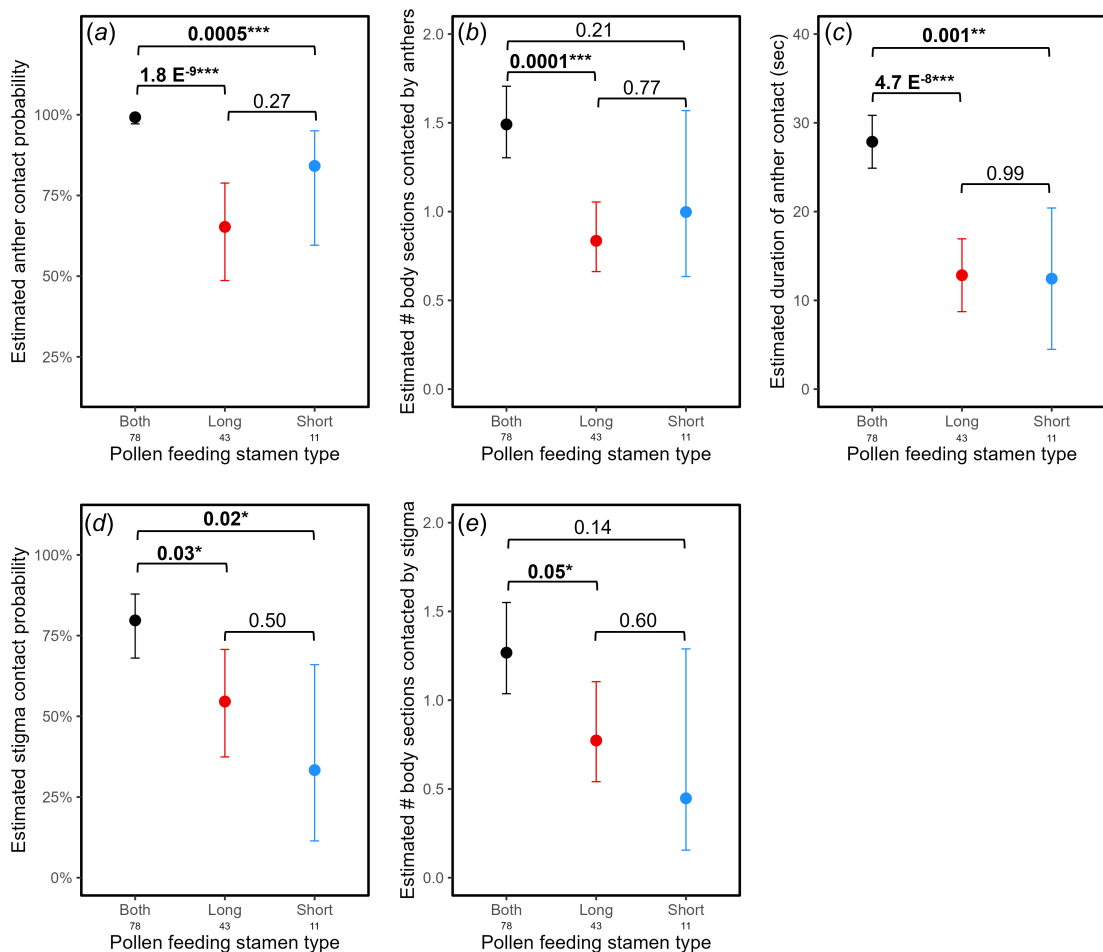 (a)
0.0005***
1.8 E-9***
0.27
Estimated anther contact probability
100%
75%
50%
25%
Both
Long
Short
78
43
11
Pollen feeding stamen type
(b)
0.21
0.0001***
0.77
Estimated # body sections contacted by anthers
2.0
1.5
1.0
0.5
0.0
Both
Long
Short
78
43
11
Pollen feeding stamen type
(c)
0.001**
4.7 E-8***
0.99
Estimated duration of anther contact (sec)
40
30
20
10
0
Both
Long
Short
78
43
11
Pollen feeding stamen type
(d)
0.02*
0.03*
0.50
Estimated stigma contact probability
100%
75%
50%
25%
0%
Both
Long
Short
78
43
11
Pollen feeding stamen type
(e)
0.14
0.05*
0.60
Estimated # body sections contacted by stigma
2.0
1.5
1.0
0.5
0.0
Both
Long
Short
78
43
11
Pollen feeding stamen type